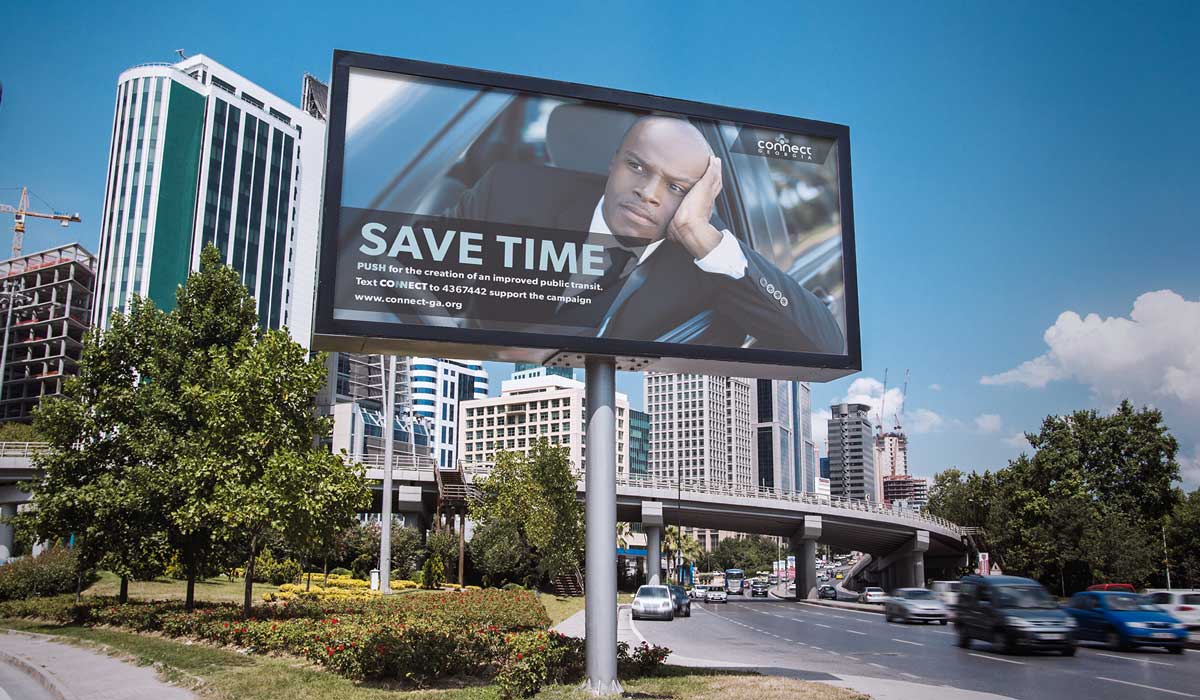 connect
GEORGIA
SAVE TIME
PUSH for the creation of an improved public transit.
Text CONNECT to 4367442 support the campaign
www.connect-ga.org